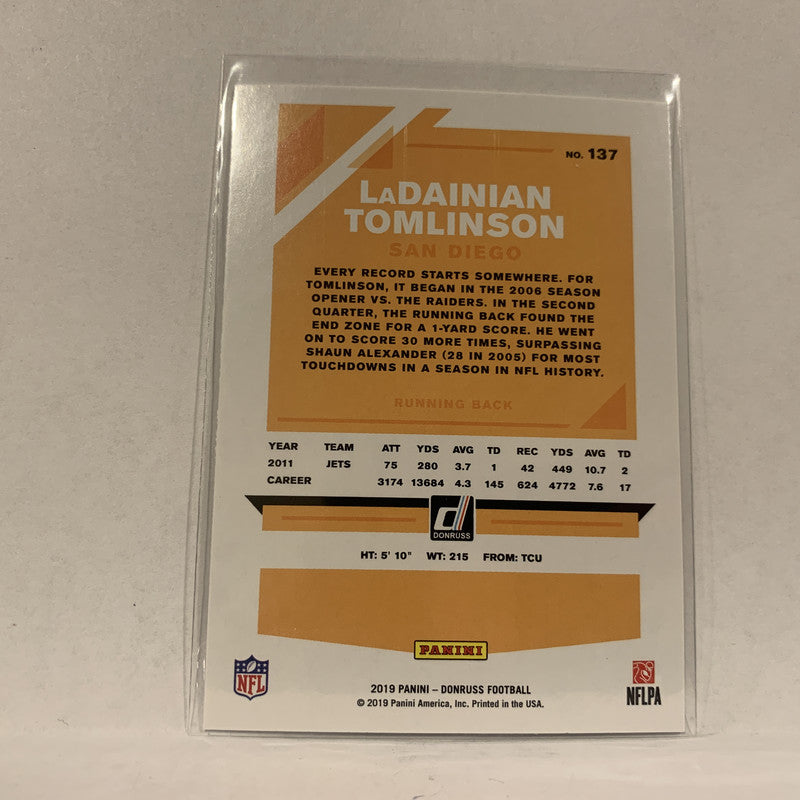 NO. 137
LADAINIAN
TOMLINSON
SAN DIEGO
EVERY RECORD STARTS SOMEWHERE. FOR
TOMLINSON, IT BEGAN IN THE 2006 SEASON
OPENER VS. THE RAIDERS. IN THE SECOND
QUARTER, THE RUNNING BACK FOUND THE
END ZONE FOR A 1-YARD SCORE. HE WENT
ON TO SCORE 30 MORE TIMES, SURPASSING
SHAUN ALEXANDER (28 IN 2005) FOR MOST
TOUCHDOWNS IN A SEASON IN NFL HISTORY.
RUNNING BACK
YEAR TEAM ATT YDS AVG TD REC YDS AVG TD
2011 JETS 75 280 3.7 1 42 449 10.7 2
CAREER 3174 13684 4.3 145 624 4772 7.6 17
d
DONRUSS
HT: 5' 10" WT: 215 FROM: TCU
PANINI
NFL
2019 PANINI – DONRUSS FOOTBALL
© 2019 Panini America, Inc. Printed in the USA.
NFLPA